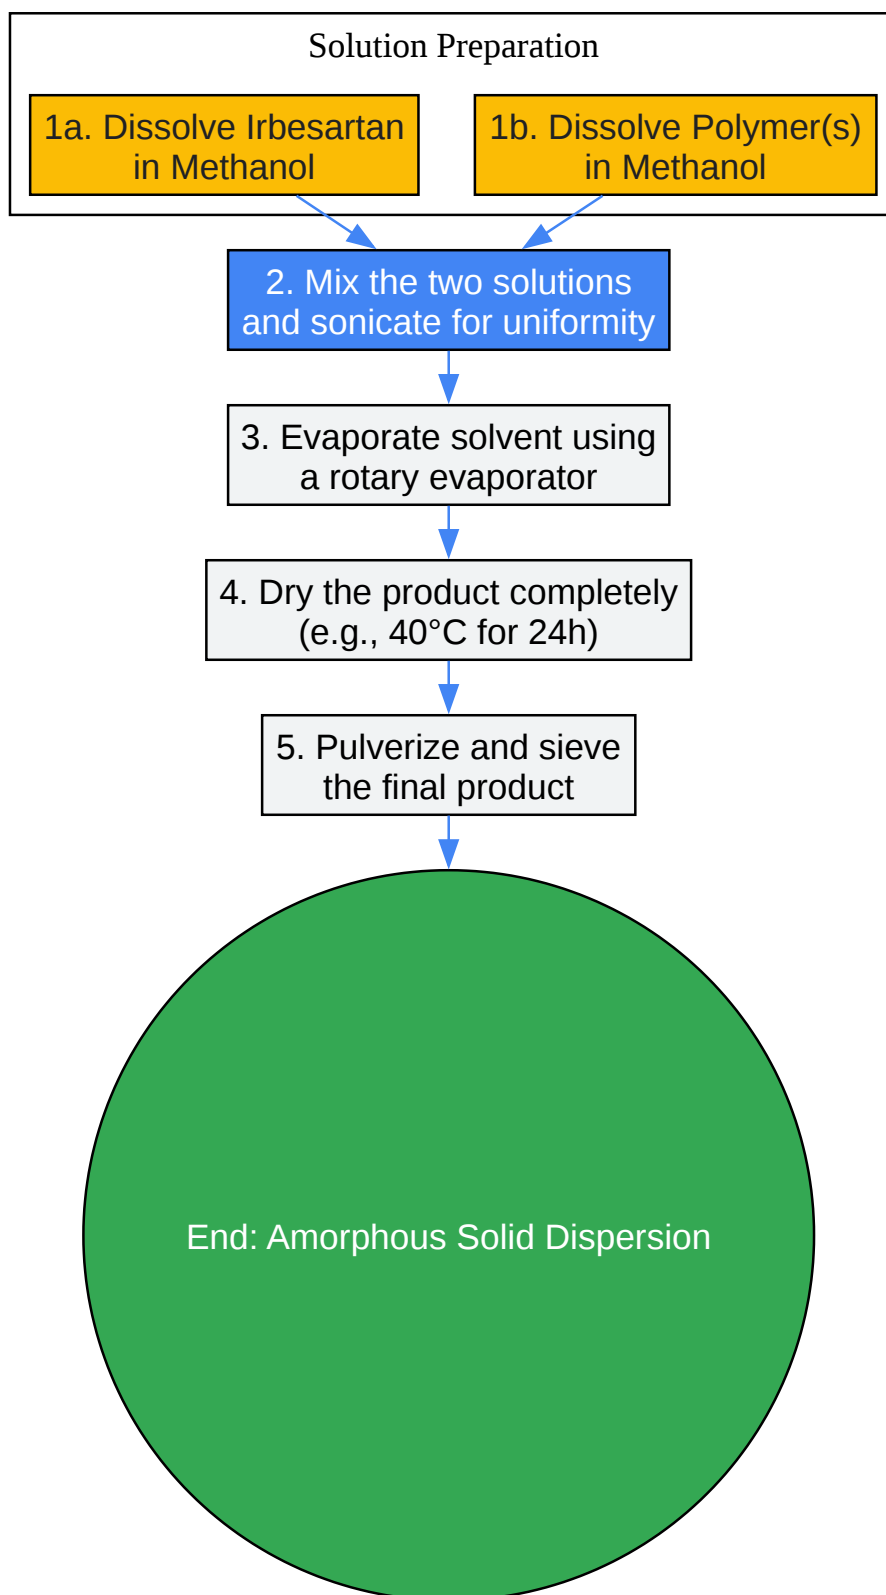 Solution Preparation
1a. Dissolve Irbesartan
in Methanol
1b. Dissolve Polymer(s)
in Methanol
2. Mix the two solutions
and sonicate for uniformity
3. Evaporate solvent using
a rotary evaporator
4. Dry the product completely
(e.g., 40°C for 24h)
5. Pulverize and sieve
the final product
End: Amorphous Solid Dispersion